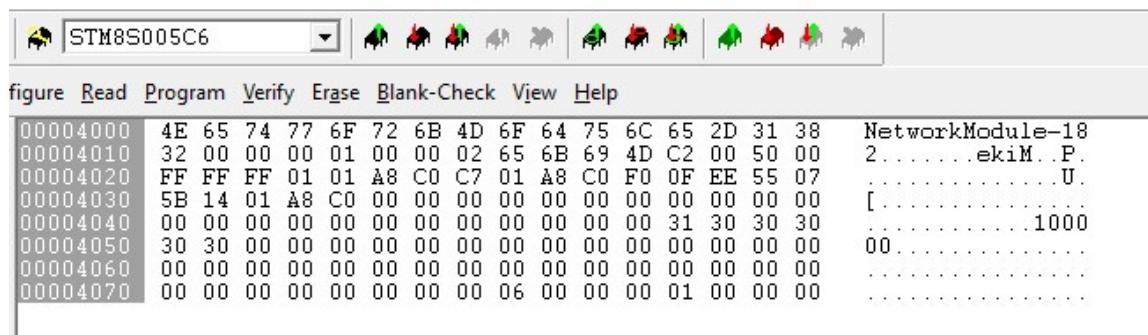 STM8S005C6
figure Read Program Verify Erase Blank-Check View Help
00004000 4E 65 74 77 6F 72 6B 4D 6F 64 75 6C 65 2D 31 38 NetworkModule-18
00004010 32 00 00 00 01 00 00 02 65 6B 69 4D C2 00 50 00 2.......ekiM..P.
00004020 FF FF FF 01 01 A8 C0 C7 01 A8 C0 F0 0F EE 55 07 ..............U.
00004030 5B 14 01 A8 C0 00 00 00 00 00 00 00 00 00 00 00 [...............
00004040 00 00 00 00 00 00 00 00 00 00 00 00 31 30 30 30 ............1000
00004050 30 30 00 00 00 00 00 00 00 00 00 00 00 00 00 00 00..............
00004060 00 00 00 00 00 00 00 00 00 00 00 00 00 00 00 00 ................
00004070 00 00 00 00 00 00 00 00 06 00 00 00 01 00 00 00 ................